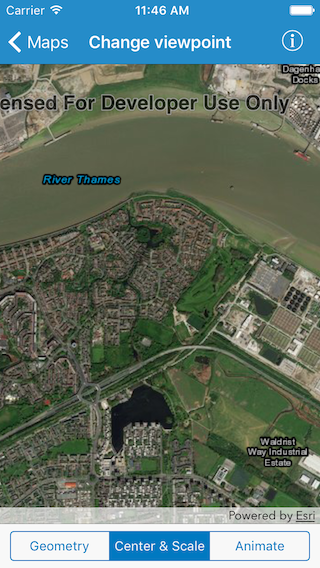 Carrier 11:46 AM
Maps Change viewpoint
Dagenha
Docks
ensed For Developer Use Only
River Thames
Waldrist
Way Industrial
Estate
Powered by Esri
Geometry Center & Scale Animate